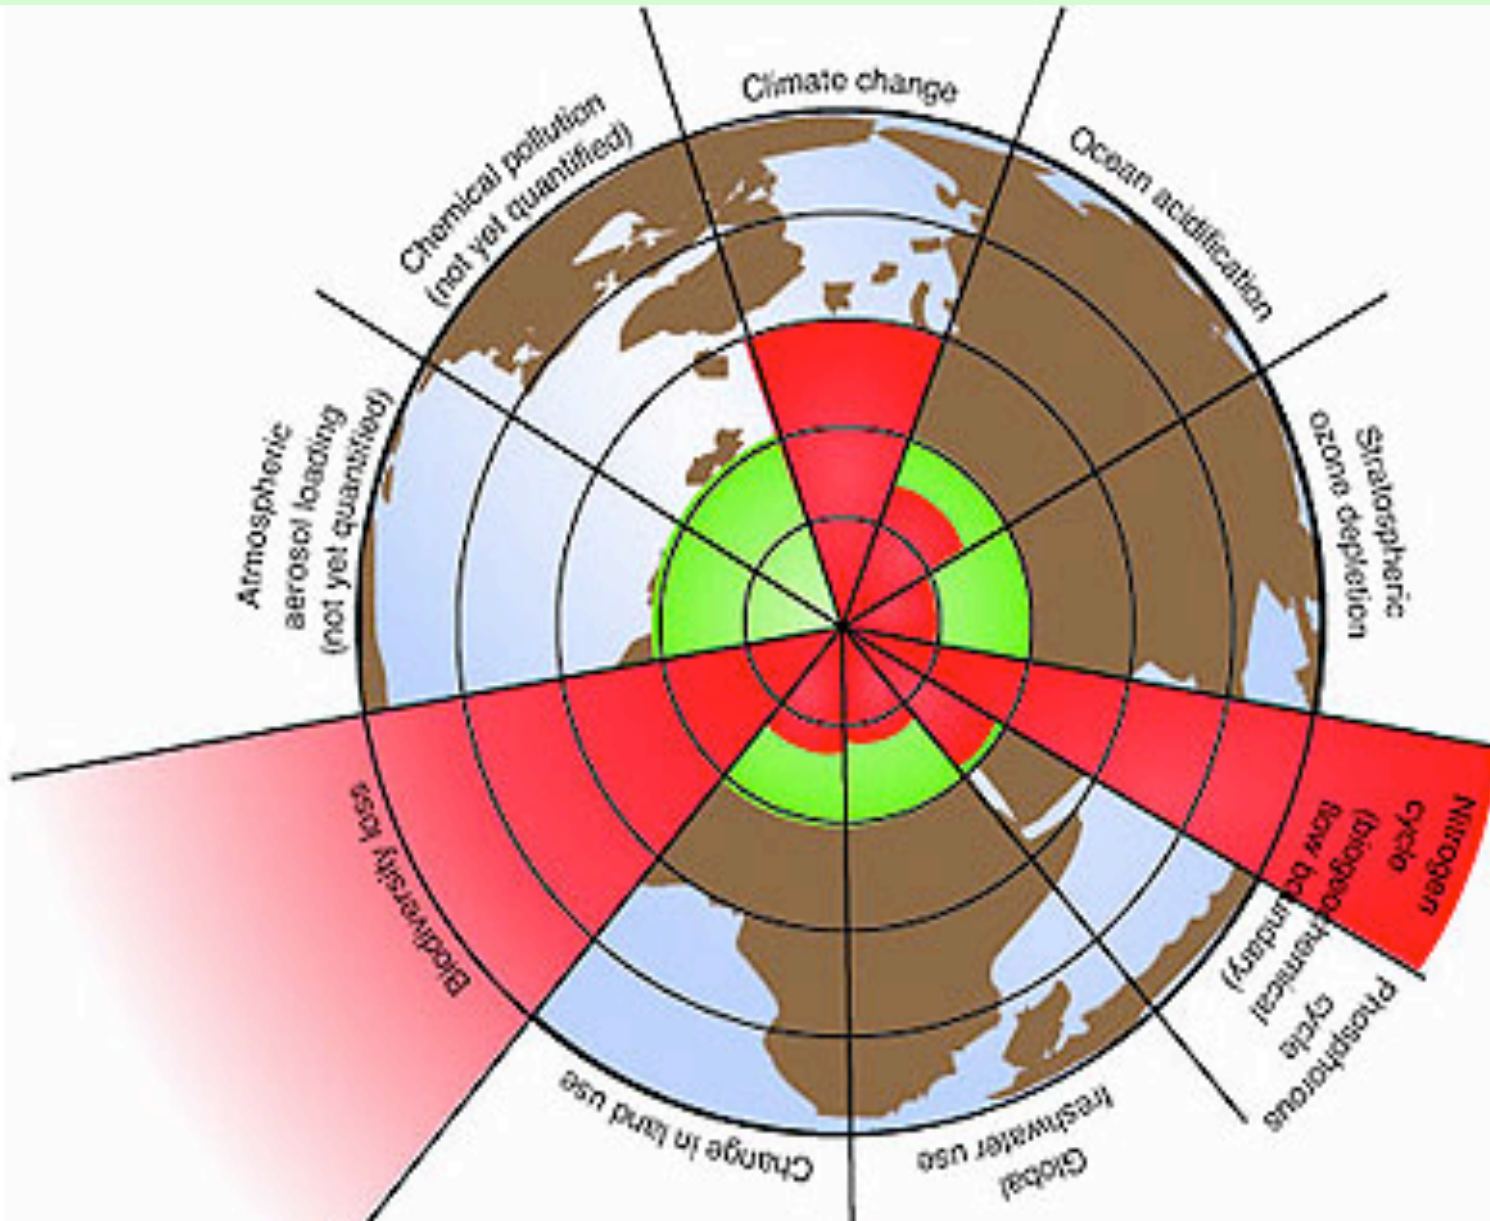 Climate change
Ocean acidification
Stratospheric
ozone depletion
Nitrogen
cycle
(biogeochemical
flow boundary)
Phosphorous
cycle
Global
freshwater use
Change in land use
Biodiversity loss
Atmospheric
aerosol loading
(not yet quantified)
Chemical pollution
(not yet quantified)